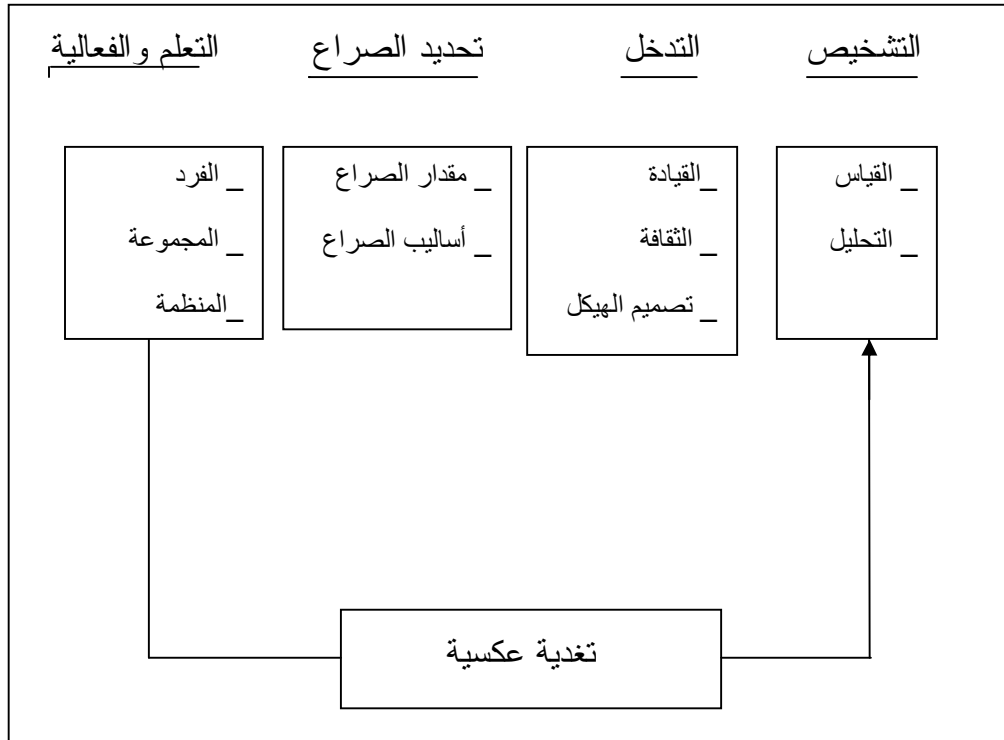 التشخيص
التدخل
تحديد الصراع
التعلم والفعالية
_ القياس
_ التحليل
_القيادة
_ الثقافة
_ تصميم الهيكل
_ مقدار الصراع
_ أساليب الصراع
_ الفرد
_ المجموعة
_المنظمة
تغدية عكسية